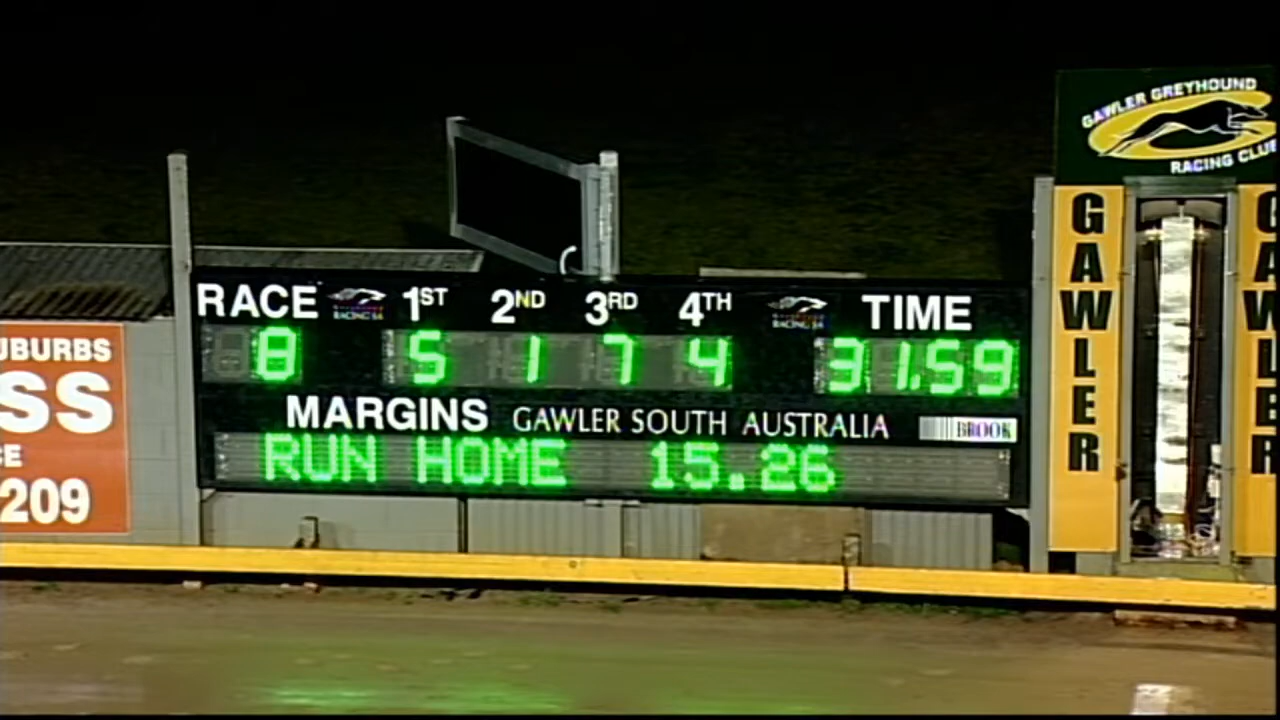 GAWLER GREYHOUND
RACING CLUB
RACE 1ST 2ND 3RD 4TH TIME
8 5 1 7 4 31.59
MARGINS GAWLER SOUTH AUSTRALIA BROOK
RUN HOME 15.26
UBURBS
SS
CE
209
GAWLER
GAWLER